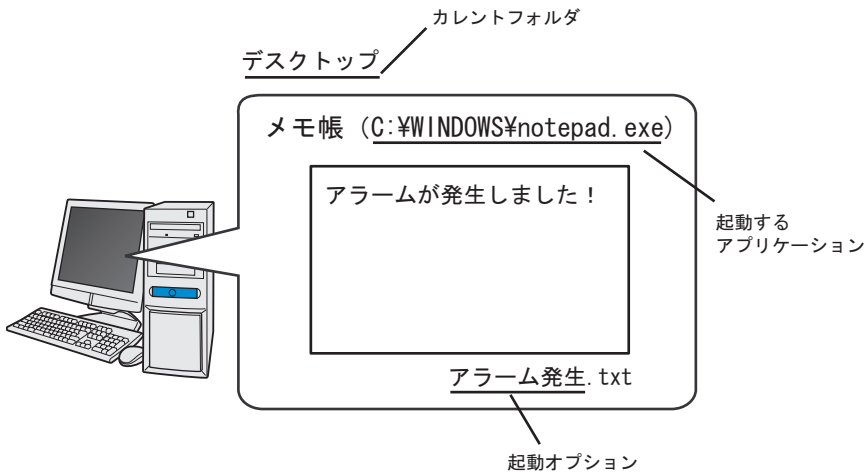 カレントフォルダ
デスクトップ
メモ帳（C:¥WINDOWS¥notepad.exe）
アラームが発生しました！
起動する
アプリケーション
アラーム発生.txt
起動オプション